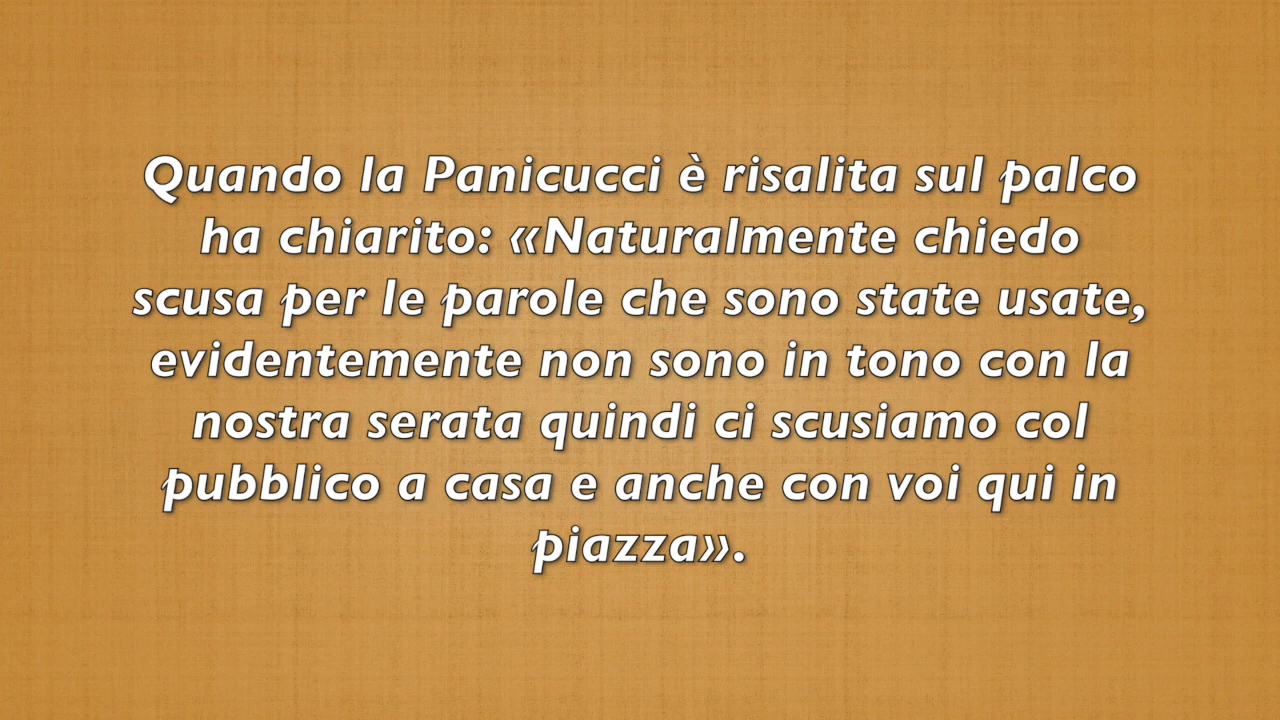 Quando la Panicucci è risalita sul palco
ha chiarito: «Naturalmente chiedo
scusa per le parole che sono state usate,
evidentemente non sono in tono con la
nostra serata quindi ci scusiamo col
pubblico a casa e anche con voi qui in
piazza».